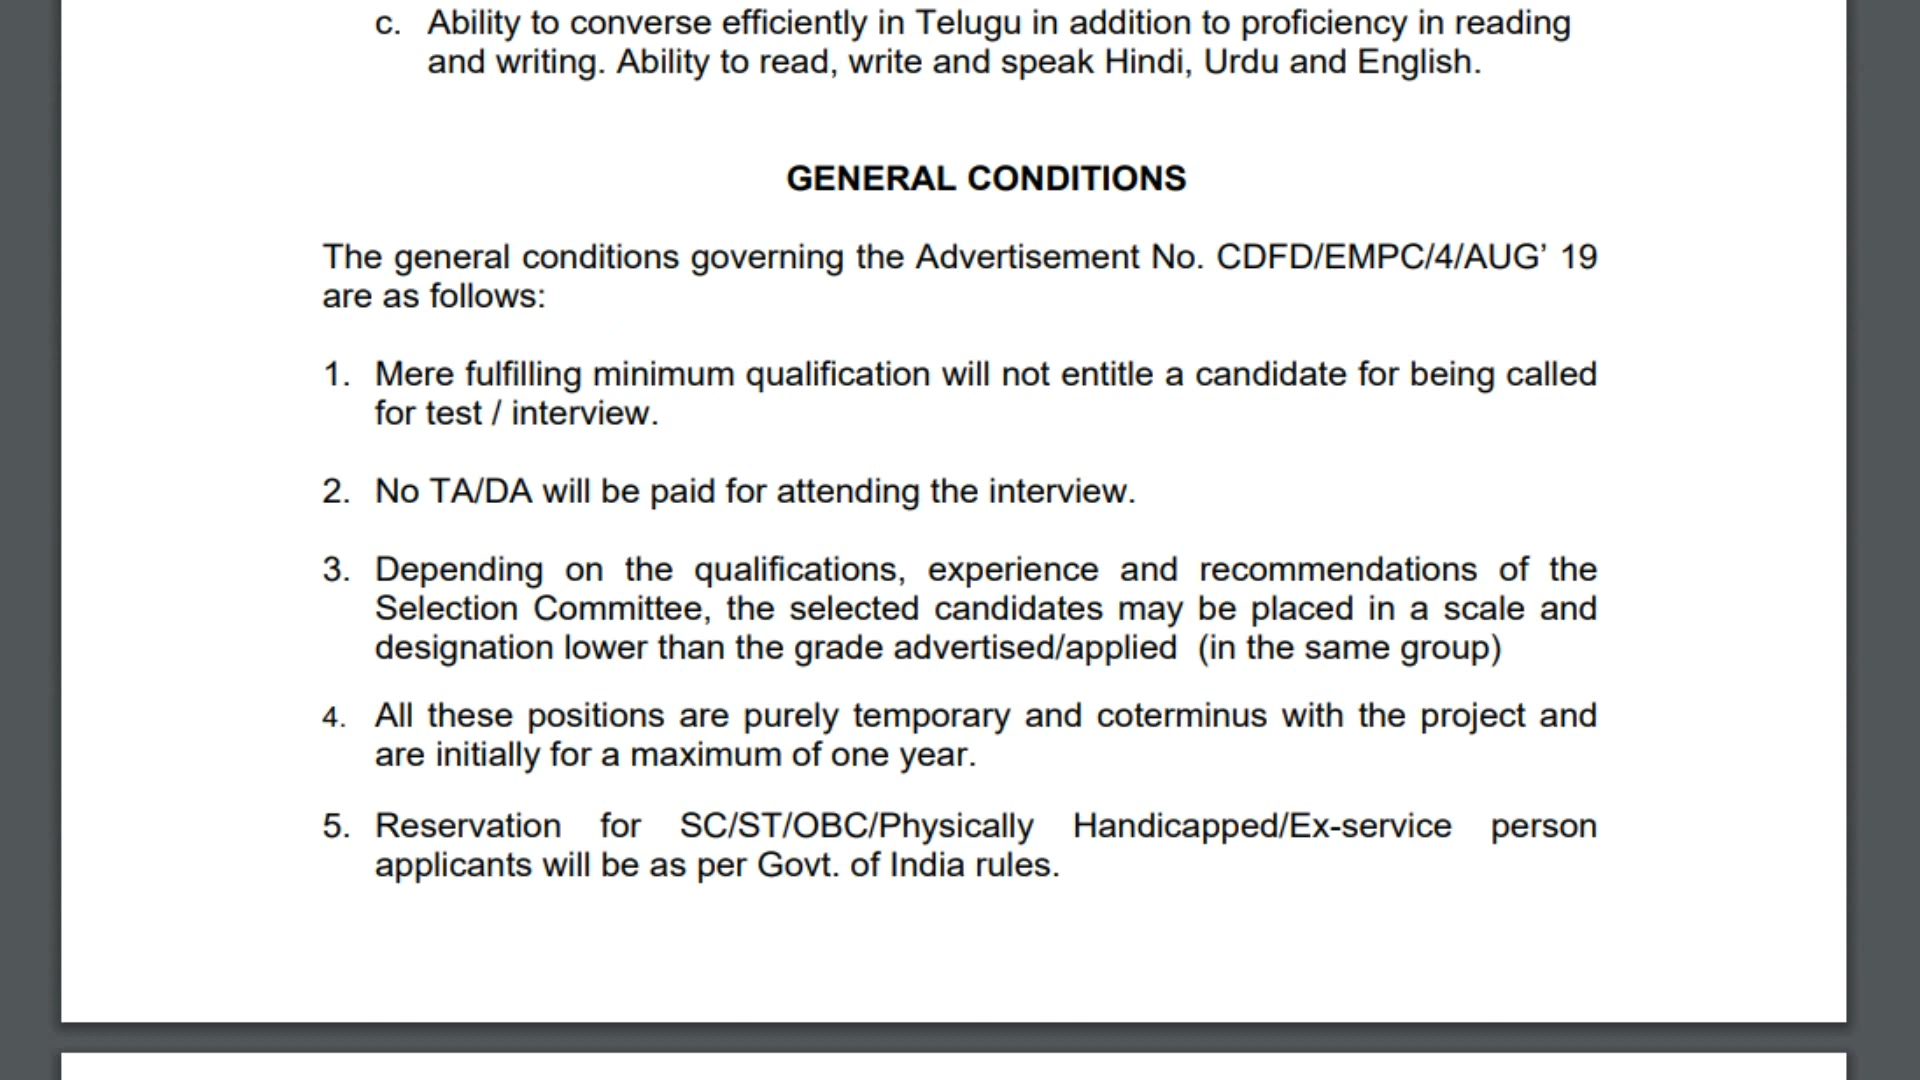 c. Ability to converse efficiently in Telugu in addition to proficiency in reading
and writing. Ability to read, write and speak Hindi, Urdu and English.
GENERAL CONDITIONS
The general conditions governing the Advertisement No. CDFD/EMPC/4/AUG’ 19
are as follows:
1. Mere fulfilling minimum qualification will not entitle a candidate for being called
for test / interview.
2. No TA/DA will be paid for attending the interview.
3. Depending on the qualifications, experience and recommendations of the
Selection Committee, the selected candidates may be placed in a scale and
designation lower than the grade advertised/applied (in the same group)
4. All these positions are purely temporary and coterminus with the project and
are initially for a maximum of one year.
5. Reservation for SC/ST/OBC/Physically Handicapped/Ex-service person
applicants will be as per Govt. of India rules.